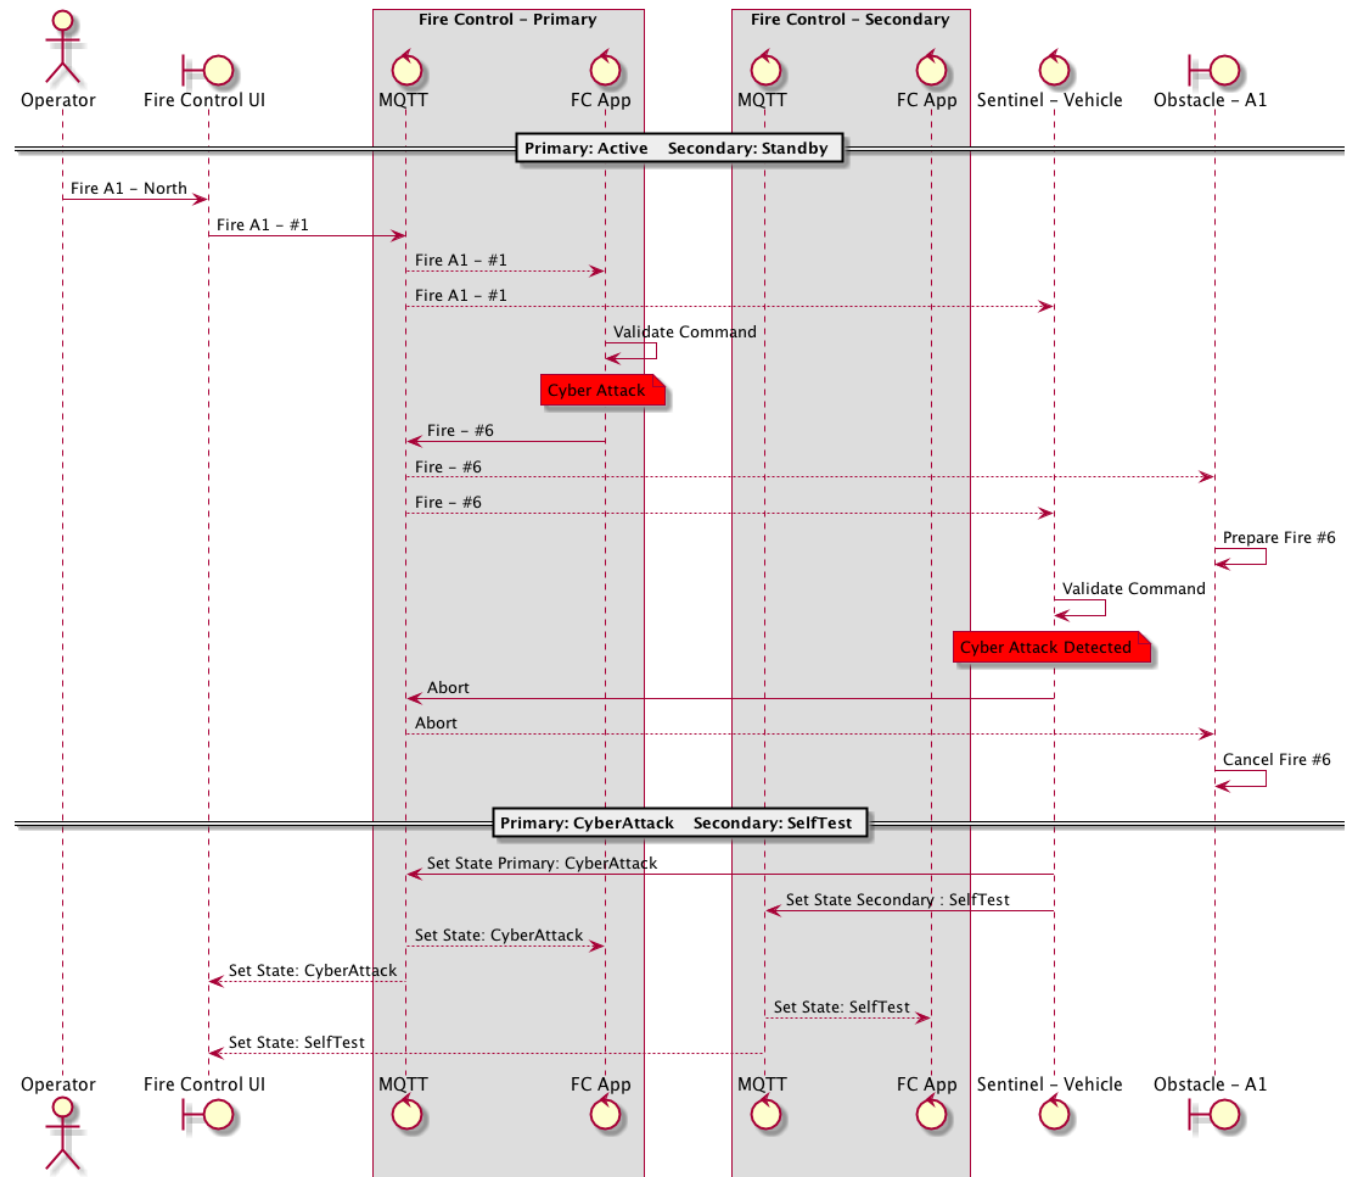 Fire Control – Primary
Fire Control – Secondary
Operator
Fire Control UI
MQTT
FC App
MQTT
FC App
Sentinel – Vehicle
Obstacle – A1
Primary: Active    Secondary: Standby
Fire A1 – North
Fire A1 – #1
Fire A1 – #1
Fire A1 – #1
Validate Command
Cyber Attack
Fire – #6
Fire – #6
Fire – #6
Prepare Fire #6
Validate Command
Cyber Attack Detected
Abort
Abort
Cancel Fire #6
Primary: CyberAttack    Secondary: SelfTest
Set State Primary: CyberAttack
Set State Secondary : SelfTest
Set State: CyberAttack
Set State: CyberAttack
Set State: SelfTest
Set State: SelfTest
Operator
Fire Control UI
MQTT
FC App
MQTT
FC App
Sentinel – Vehicle
Obstacle – A1